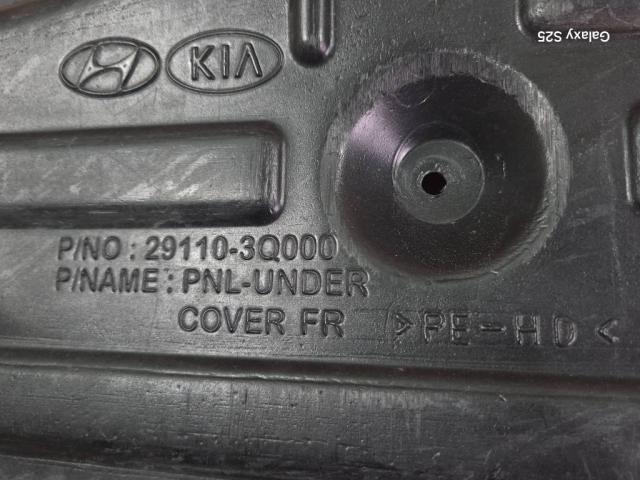 KIA
P/NO : 29110-3Q000
P/NAME : PNL-UNDER
COVER FR >PE-HD<
Galaxy S25